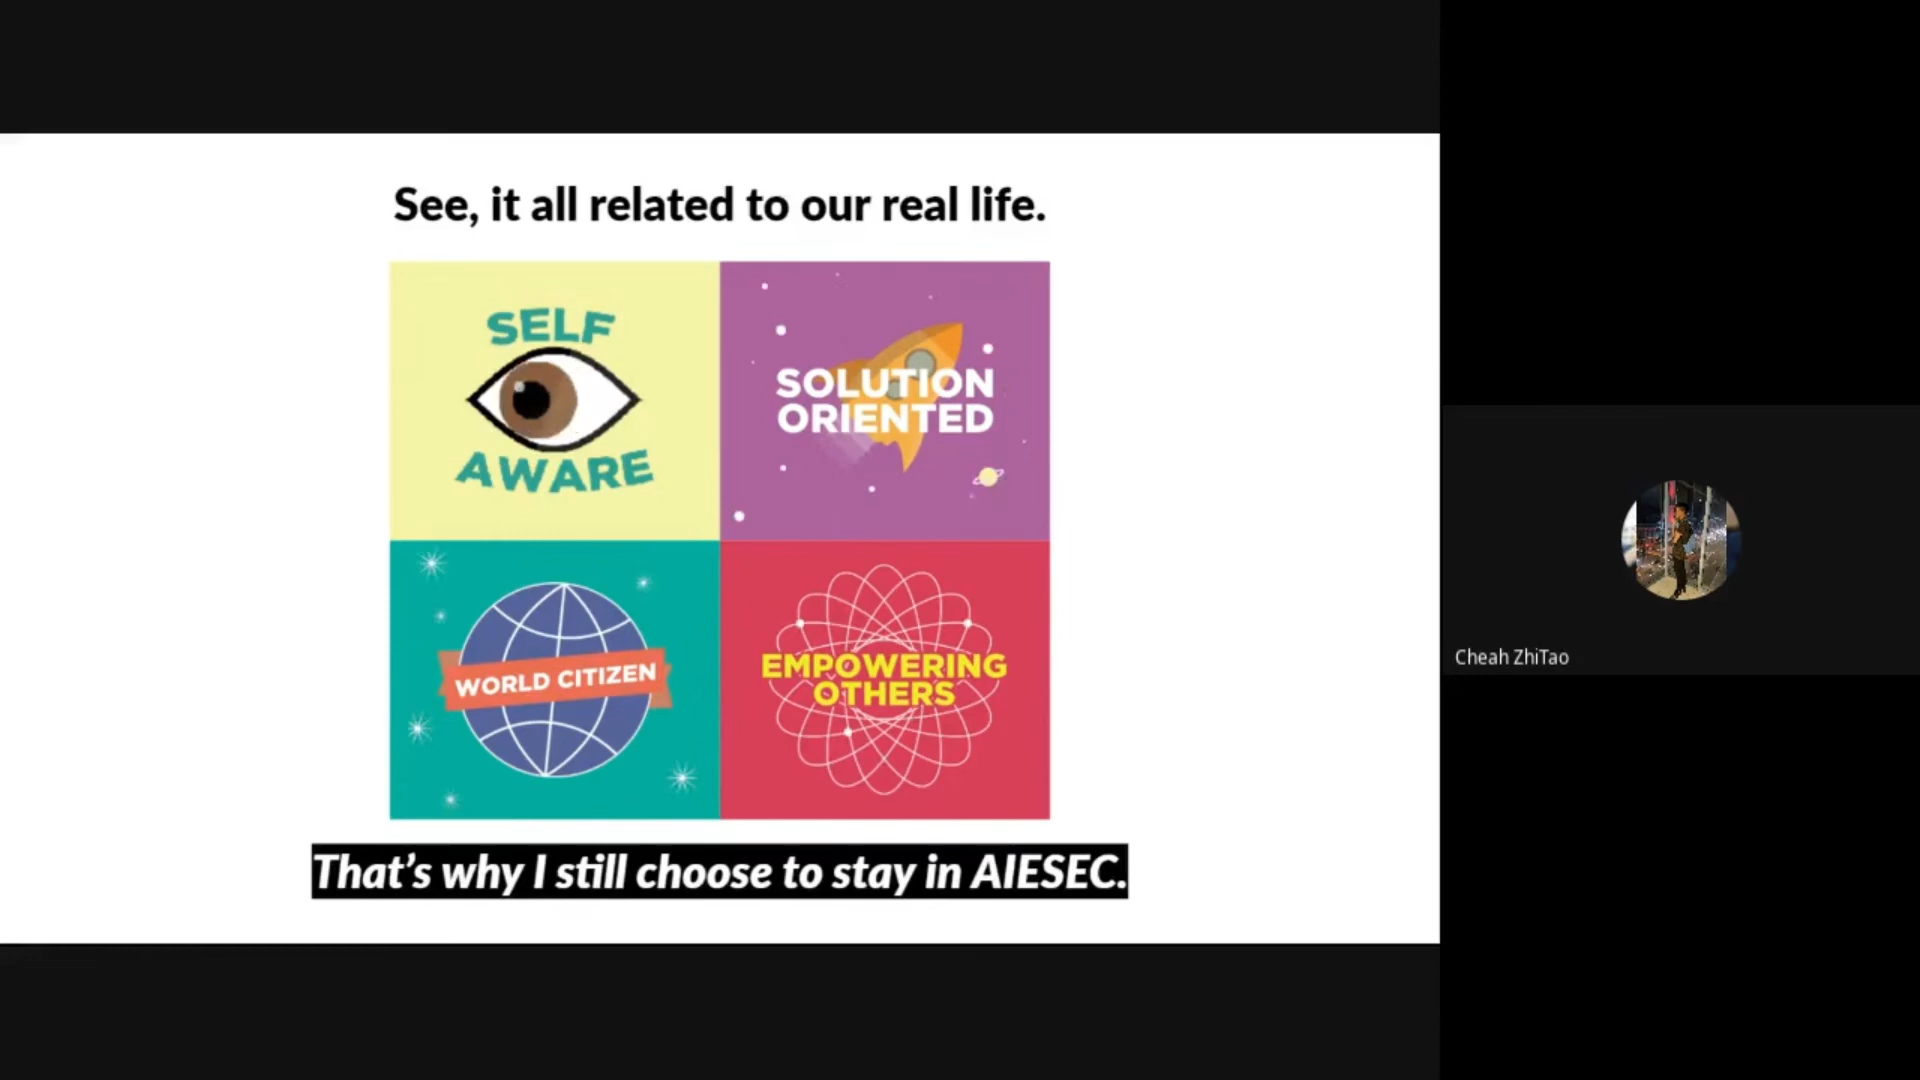 See, it all related to our real life.
SELF
AWARE
SOLUTION
ORIENTED
WORLD CITIZEN
EMPOWERING
OTHERS
That's why I still choose to stay in AIESEC.
Cheah ZhiTao